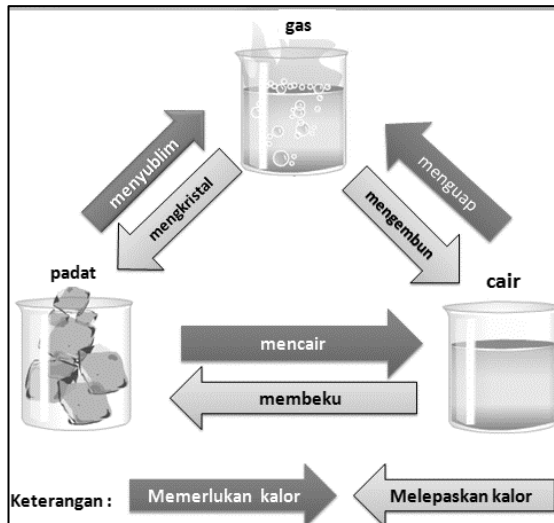 gas
menyublim
mengkristal
mengembun
menguap
padat
cair
mencair
membeku
Keterangan : Memerlukan kalor Melepaskan kalor